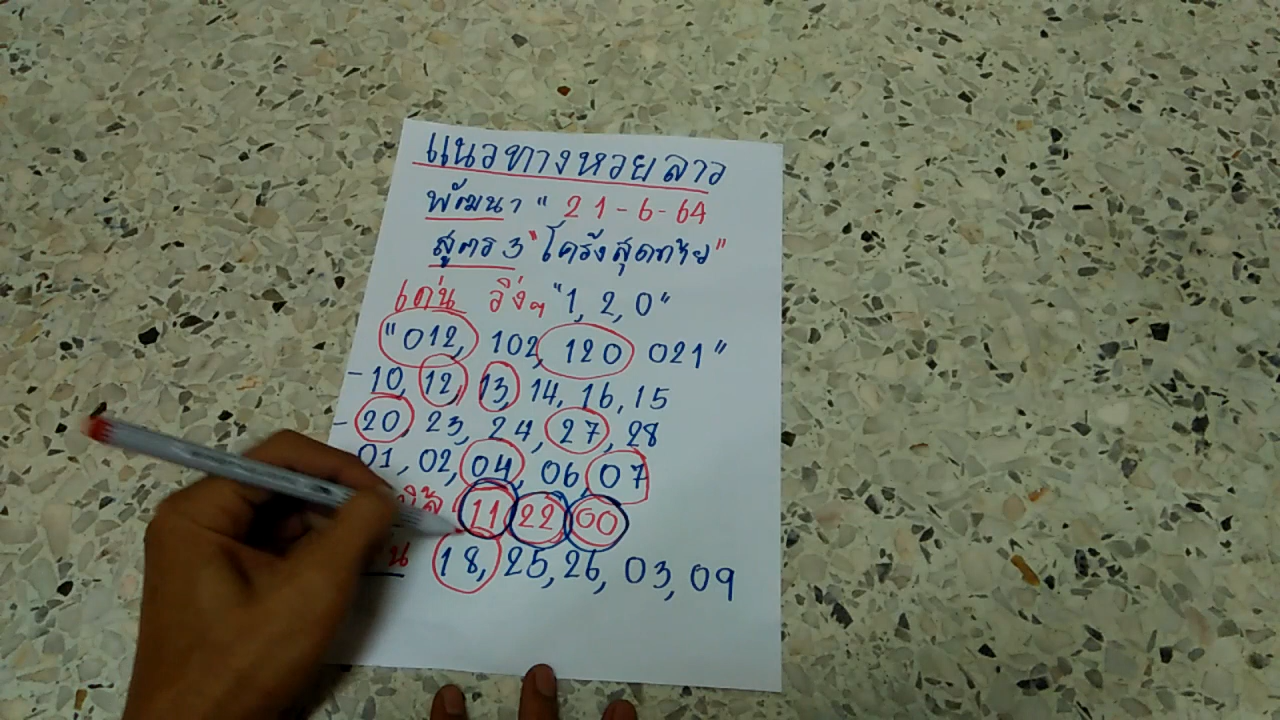 แนวทางหวยลาว
พัฒนา " 21-6-64
สูตร 3 "โค้รงสุดท้าย"
เด่น วิ่งๆ "1, 2, 0"
"012, 102, 120 021"
-10, 12, 13, 14, 16, 15
-20, 23, 24, 27, 28
01, 02, 04, 06, 07
11 22 00
18, 25, 26, 03, 09